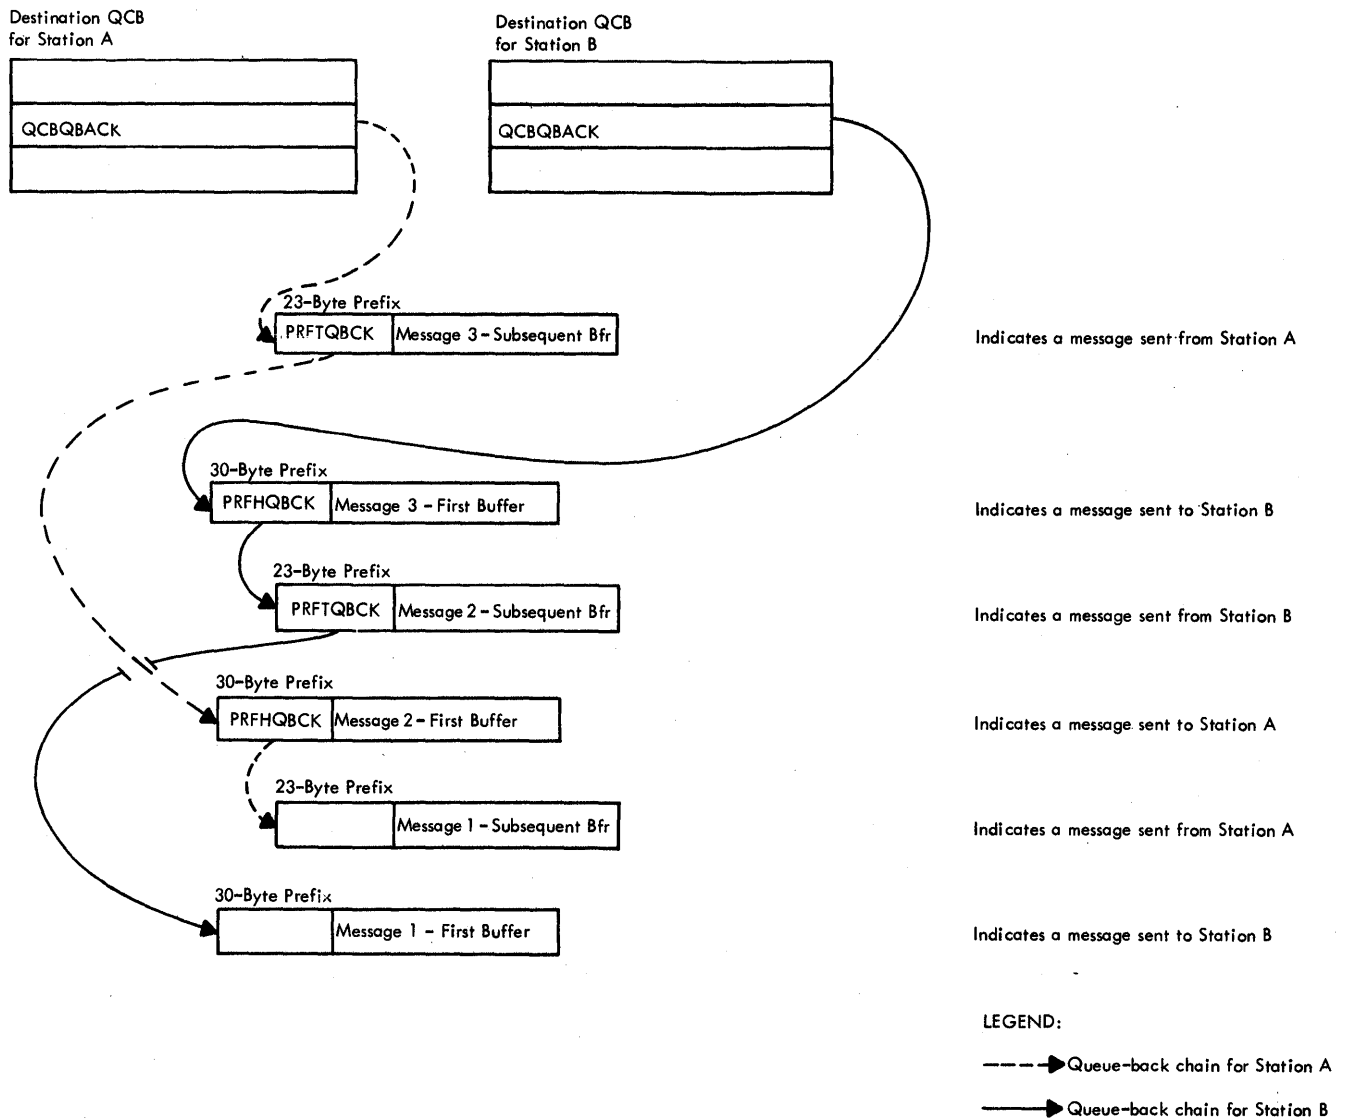 Destination QCB
for Station A
Destination QCB
for Station B
QCBQBACK
QCBQBACK
23-Byte Prefix
PRFTQBCK
Message 3 - Subsequent Bfr
Indicates a message sent from Station A
30-Byte Prefix
PRFHQBCK
Message 3 - First Buffer
Indicates a message sent to Station B
23-Byte Prefix
PRFTQBCK
Message 2 - Subsequent Bfr
Indicates a message sent from Station B
30-Byte Prefix
PRFHQBCK
Message 2 - First Buffer
Indicates a message sent to Station A
23-Byte Prefix
Message 1 - Subsequent Bfr
Indicates a message sent from Station A
30-Byte Prefix
Message 1 - First Buffer
Indicates a message sent to Station B
LEGEND:
Queue-back chain for Station A
Queue-back chain for Station B